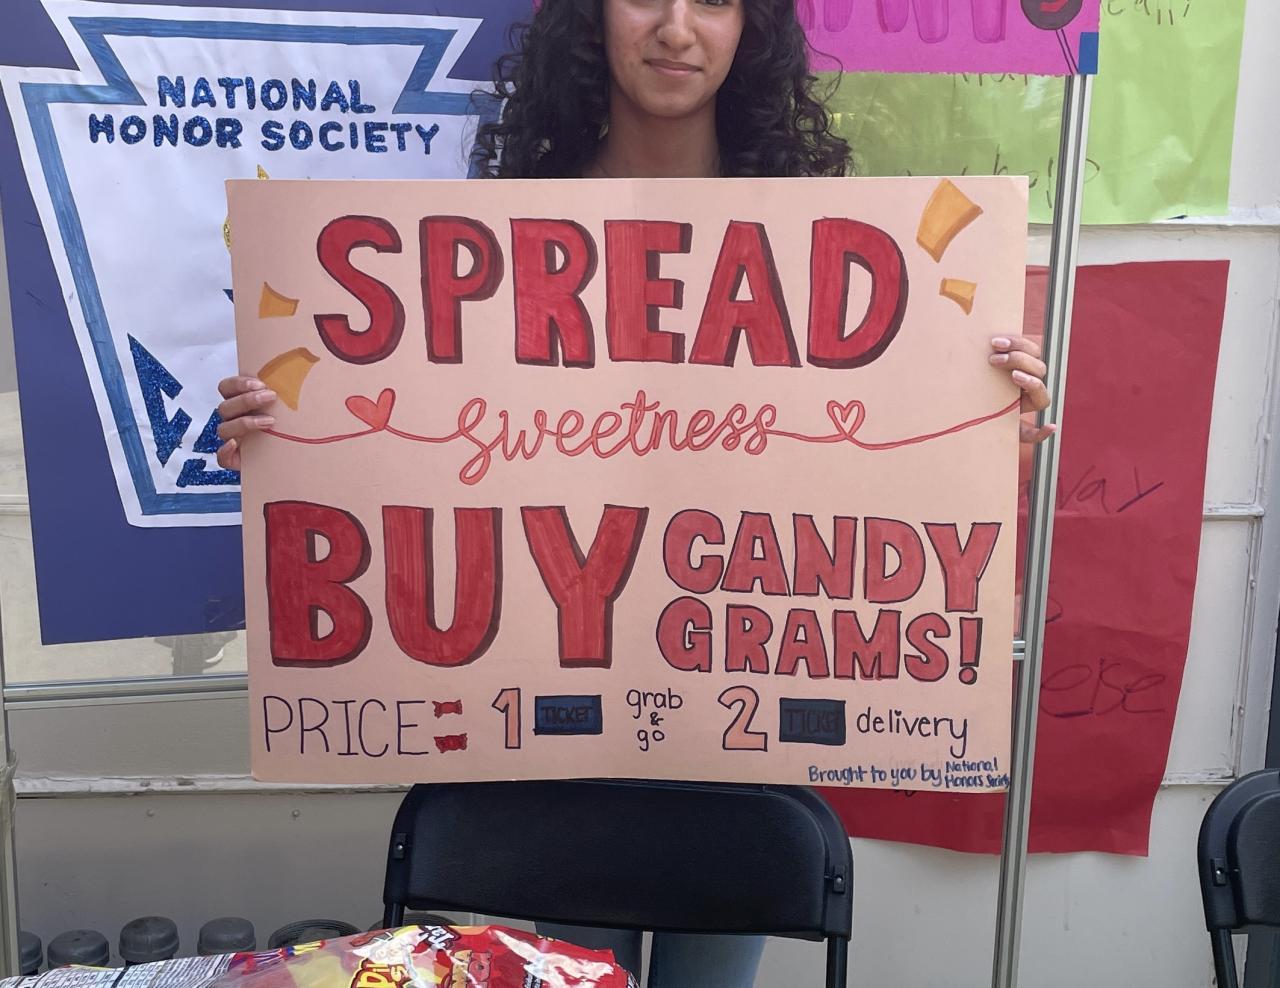 NATIONAL
HONOR SOCIETY
SPREAD
sweetness
BUY CANDY
GRAMS!
PRICE= 1 TICKET grab & go 2 TICKET delivery
Brought to you by National Honors Society